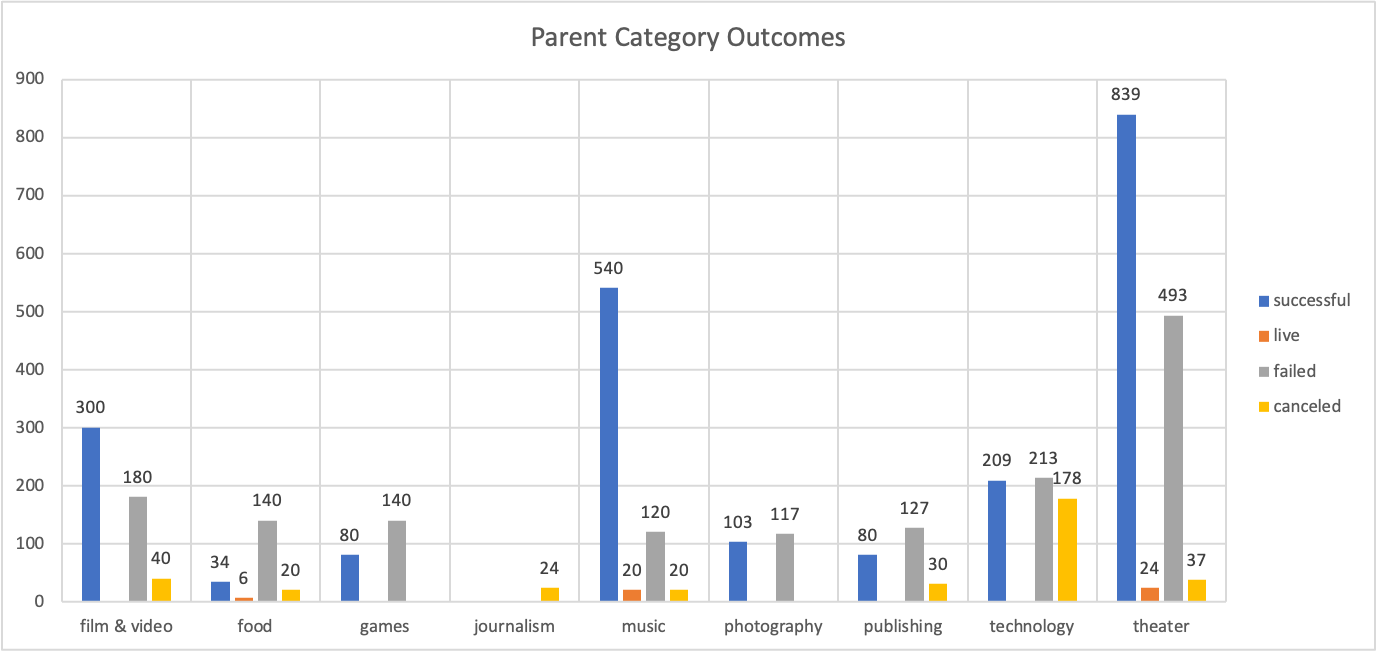 Parent Category Outcomes
900
800
700
600
500
400
300
200
100
0
300
180
40
34
6
140
20
80
140
24
540
20
120
20
103
117
80
127
30
209
213
178
839
24
493
37
film & video
food
games
journalism
music
photography
publishing
technology
theater
successful
live
failed
canceled